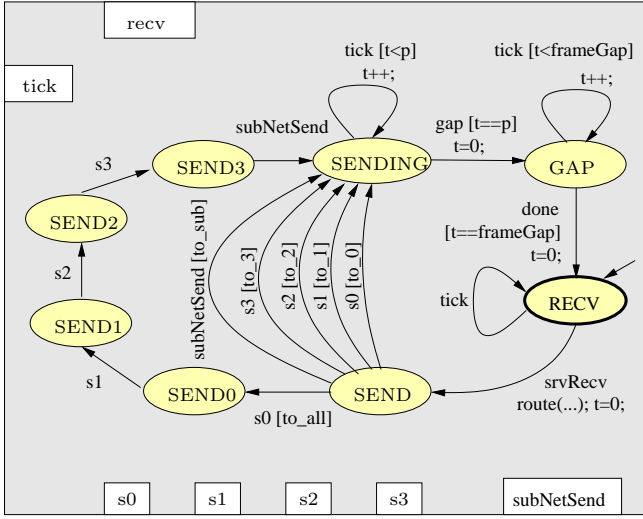 recv
tick
tick [t<p]
t++;
tick [t<frameGap]
t++;
subNetSend
gap [t==p]
t=0;
s3
SEND3
SENDING
GAP
SEND2
done
[t==frameGap]
t=0;
s2
subNetSend [to_sub]
s3 [to_3]
s2 [to_2]
s1 [to_1]
s0 [to_0]
tick
RECV
SEND1
s1
SEND0
SEND
s0 [to_all]
srvRecv
route(...); t=0;
s0
s1
s2
s3
subNetSend